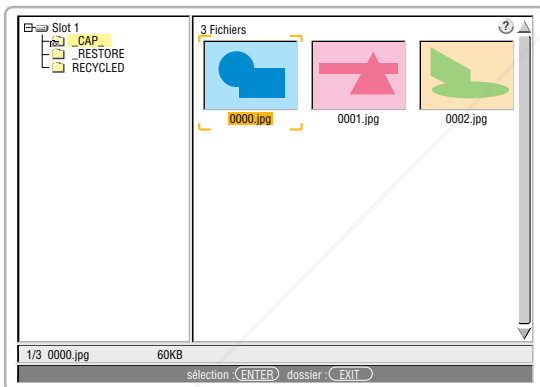 Slot 1
_CAP_
_RESTORE
RECYCLED
3 Fichiers
?
0000.jpg
0001.jpg
0002.jpg
1/3 0000.jpg 60KB
sélection :ENTER dossier :EXIT